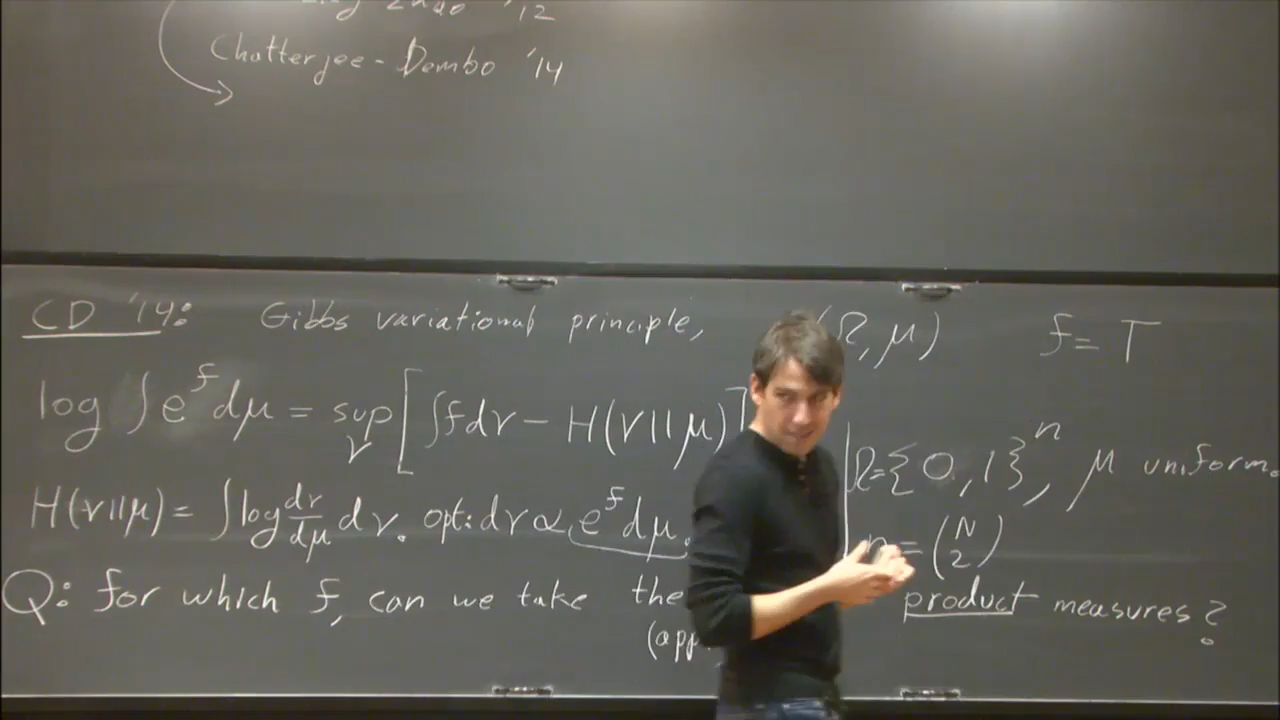 '12
Chatterjee - Dembo '14
CD '14: Gibbs variational principle, (Ω, μ) f = T
log ∫ e^f dμ = sup_ν [ ∫ f dν − H(ν||μ) ]
Ω = {0,1}^n, μ uniform.
H(ν||μ) = ∫ log dν/dμ dν. opt: dν ∝ e^f dμ.
n = (N 2)
Q: for which f, can we take the product measures?
(app